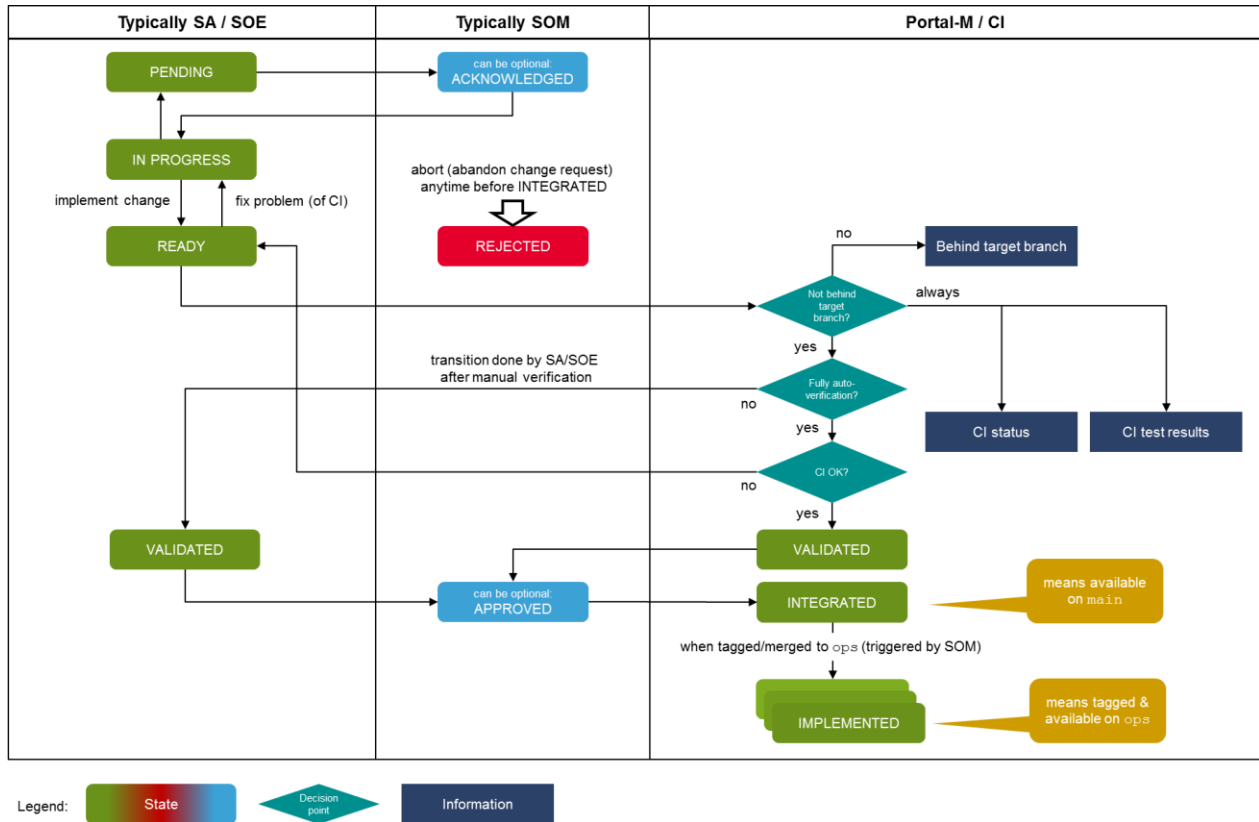 Typically SA / SOE
Typically SOM
Portal-M / CI
PENDING
can be optional:
ACKNOWLEDGED
IN PROGRESS
abort (abandon change request)
anytime before INTEGRATED
implement change
fix problem (of CI)
READY
REJECTED
no
Behind target branch
Not behind
target
branch?
always
yes
transition done by SA/SOE
after manual verification
Fully auto-
verification?
no
yes
CI status
CI test results
CI OK?
no
yes
VALIDATED
VALIDATED
can be optional:
APPROVED
INTEGRATED
means available
on main
when tagged/merged to ops (triggered by SOM)
IMPLEMENTED
means tagged &
available on ops
Legend:
State
Decision
point
Information